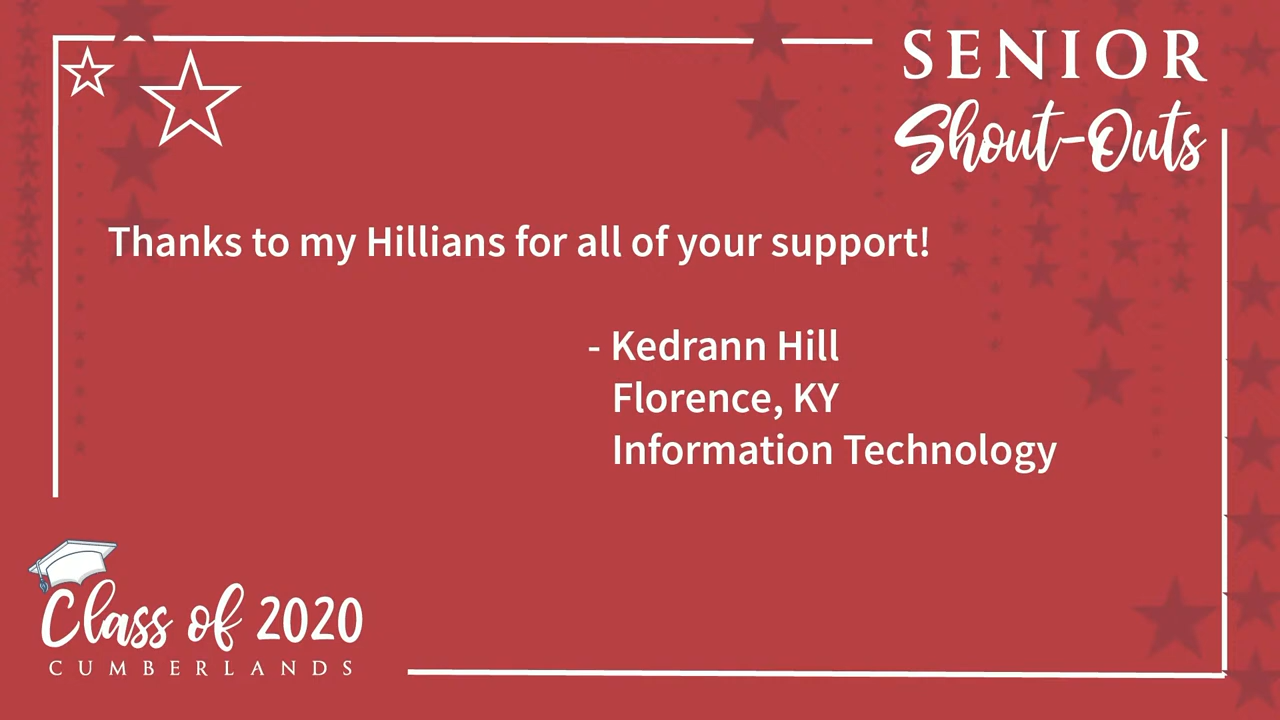 SENIOR
Shout-Outs
Thanks to my Hillians for all of your support!
- Kedrann Hill
Florence, KY
Information Technology
Class of 2020
CUMBERLANDS